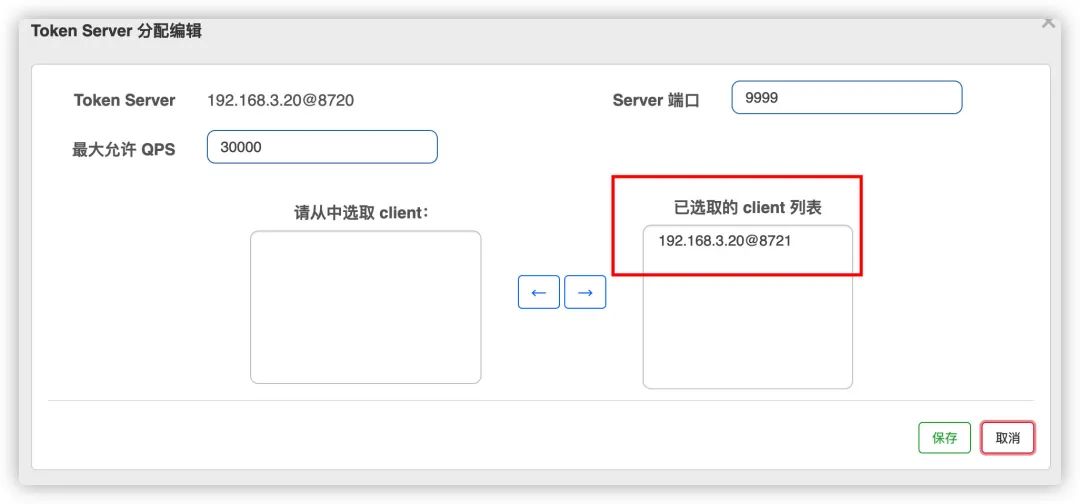 Token Server 分配编辑
Token Server 192.168.3.20@8720 Server 端口 9999
最大允许 QPS 30000
请从中选取 client： 已选取的 client 列表
192.168.3.20@8721
← →
保存 取消